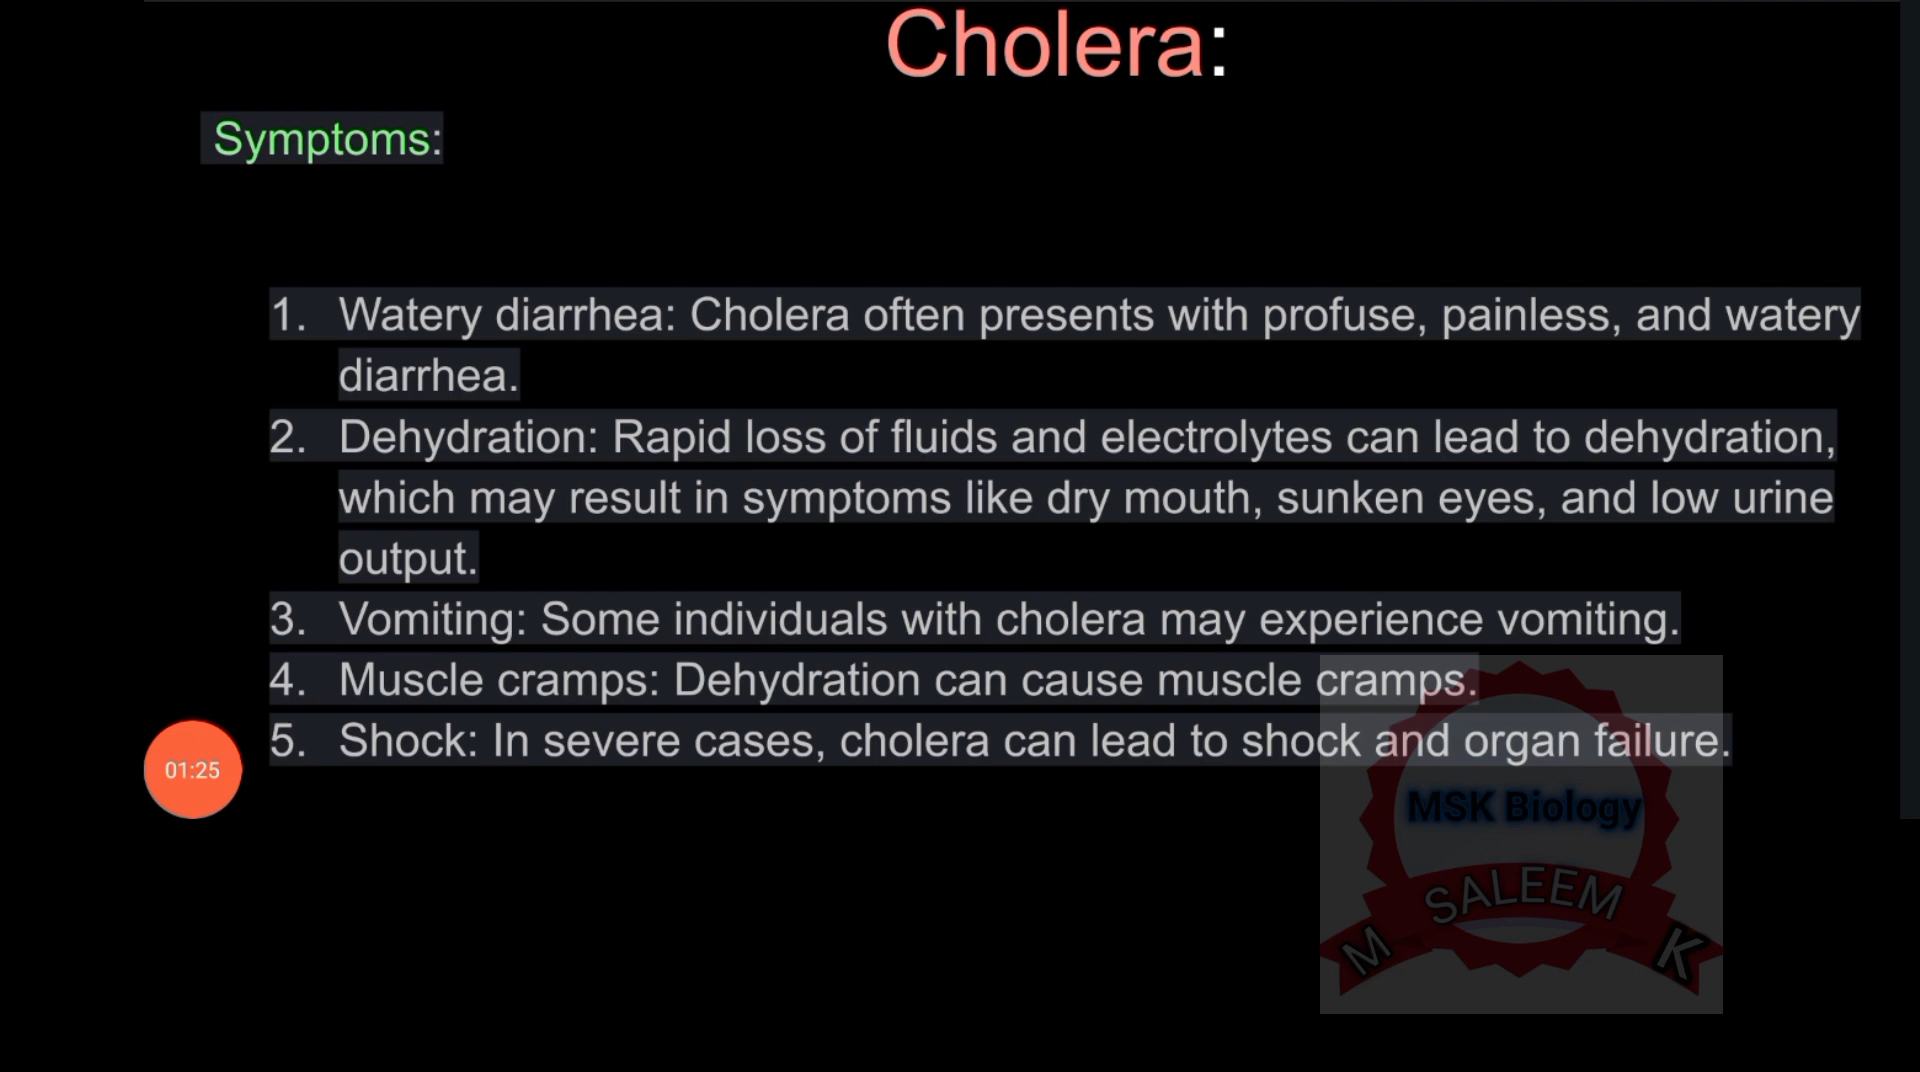 Cholera:
Symptoms:
1. Watery diarrhea: Cholera often presents with profuse, painless, and watery
diarrhea.
2. Dehydration: Rapid loss of fluids and electrolytes can lead to dehydration,
which may result in symptoms like dry mouth, sunken eyes, and low urine
output.
3. Vomiting: Some individuals with cholera may experience vomiting.
4. Muscle cramps: Dehydration can cause muscle cramps.
5. Shock: In severe cases, cholera can lead to shock and organ failure.
01:25
MSK Biology
M SALEEM K